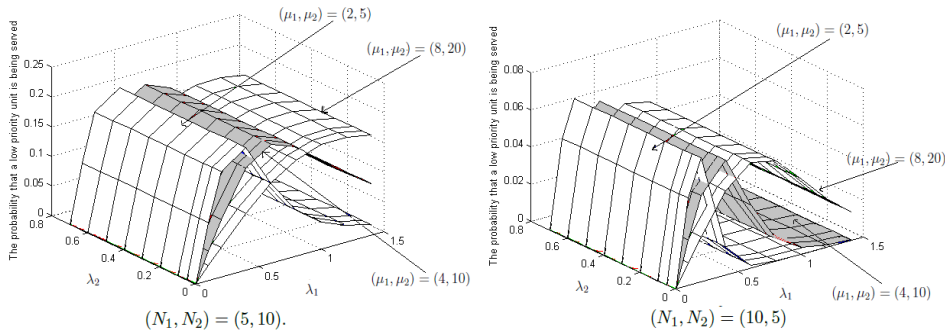 (μ₁, μ₂) = (2, 5)
(μ₁, μ₂) = (8, 20)
The probability that a low priority unit is being served
0.25
0.2
0.15
0.1
0.05
0
0.8
0.6
0.4
0.2
0
λ₂
0
0.5
1
1.5
λ₁
(μ₁, μ₂) = (4, 10)
(N₁, N₂) = (5, 10).
(μ₁, μ₂) = (2, 5)
The probability that a low priority unit is being served
0.08
0.06
0.04
0.02
0
(μ₁, μ₂) = (8, 20)
0.8
0.6
0.4
0.2
0
λ₂
0
0.5
1
1.5
λ₁
(μ₁, μ₂) = (4, 10)
(N₁, N₂) = (10, 5)